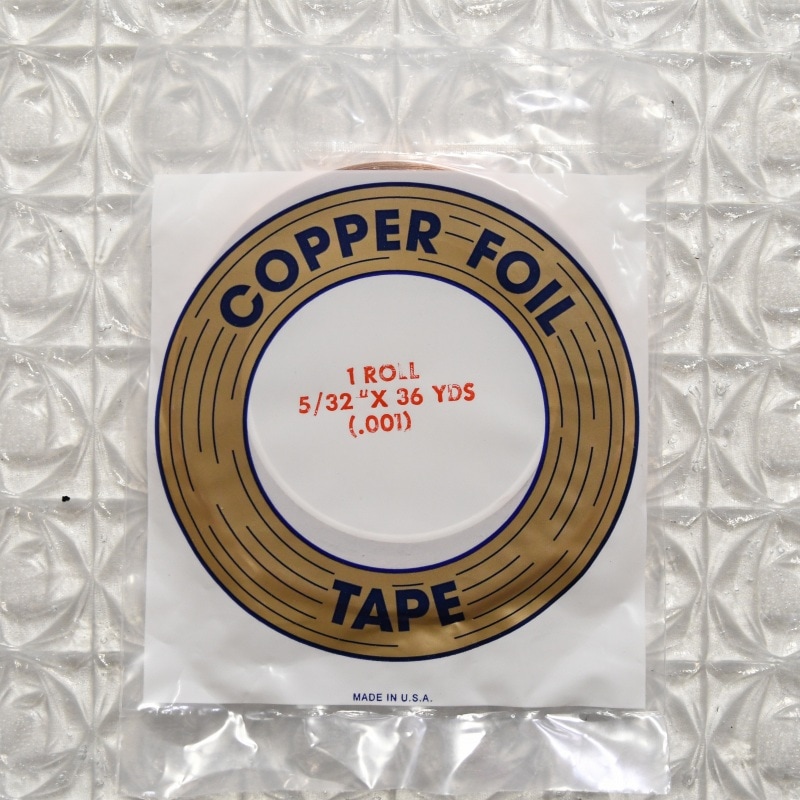 COPPER FOIL
1 ROLL
5/32 "X 36 YDS
(.001)
TAPE
MADE IN U.S.A.